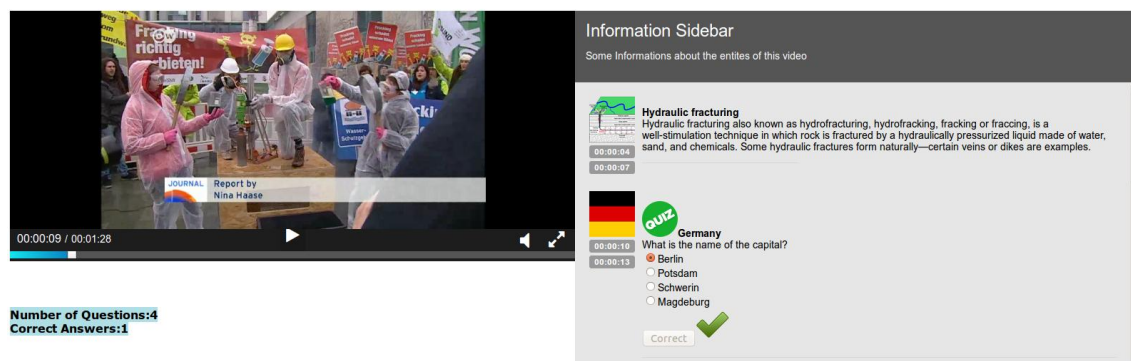 Fracking
richtig
verbieten!
DW
Wasser-
JOURNAL
Report by
Nina Haase
00:00:09 / 00:01:28
Number of Questions:4
Correct Answers:1
Information Sidebar
Some Informations about the entites of this video
Hydraulic fracturing
Hydraulic fracturing also known as hydrofracturing, hydrofracking, fracking or fraccing, is a
well-stimulation technique in which rock is fractured by a hydraulically pressurized liquid made of water,
sand, and chemicals. Some hydraulic fractures form naturally—certain veins or dikes are examples.
00:00:04
00:00:07
QUIZ
Germany
00:00:10
What is the name of the capital?
00:00:13
Berlin
Potsdam
Schwerin
Magdeburg
Correct